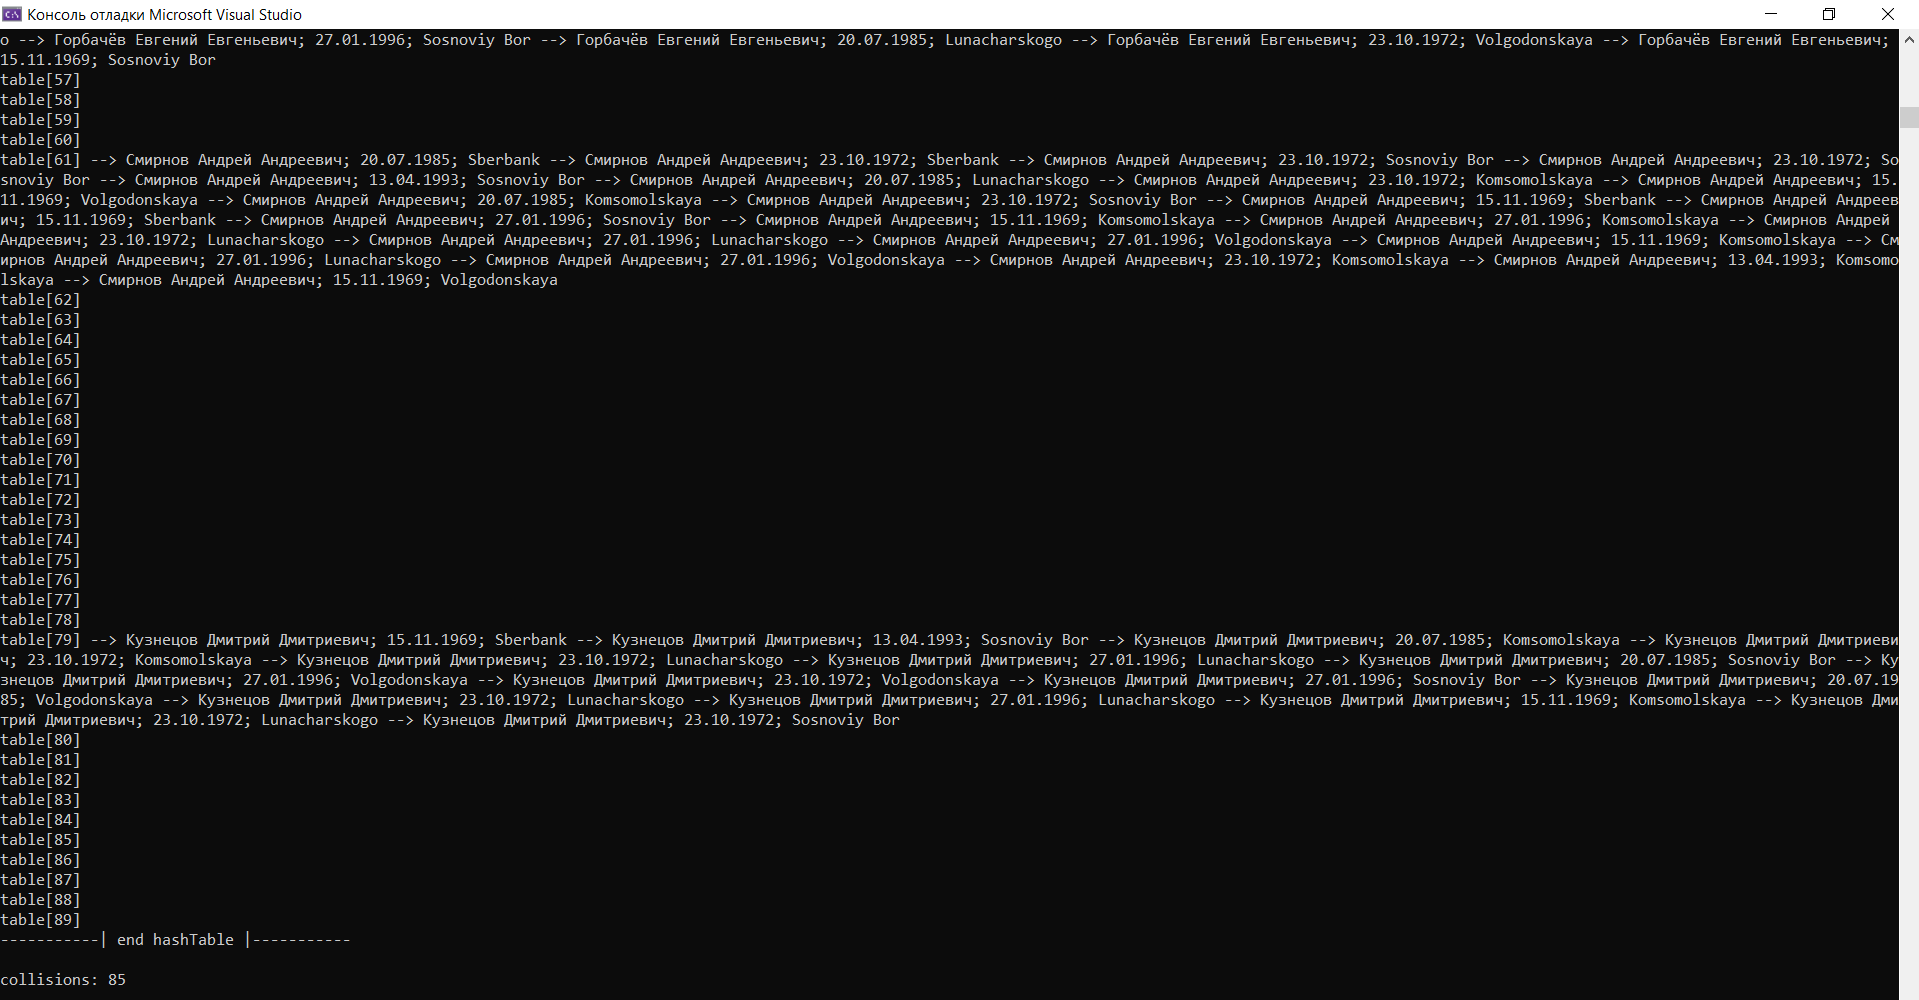 Консоль отладки Microsoft Visual Studio
о --> Горбачёв Евгений Евгеньевич; 27.01.1996; Sosnoviy Bor --> Горбачёв Евгений Евгеньевич; 20.07.1985; Lunacharskogo --> Горбачёв Евгений Евгеньевич; 23.10.1972; Volgodonskaya --> Горбачёв Евгений Евгеньевич;
15.11.1969; Sosnoviy Bor
table[57]
table[58]
table[59]
table[60]
table[61] --> Смирнов Андрей Андреевич; 20.07.1985; Sberbank --> Смирнов Андрей Андреевич; 23.10.1972; Sberbank --> Смирнов Андрей Андреевич; 23.10.1972; Sosnoviy Bor --> Смирнов Андрей Андреевич; 23.10.1972; So
snoviy Bor --> Смирнов Андрей Андреевич; 13.04.1993; Sosnoviy Bor --> Смирнов Андрей Андреевич; 20.07.1985; Lunacharskogo --> Смирнов Андрей Андреевич; 23.10.1972; Komsomolskaya --> Смирнов Андрей Андреевич; 15.
11.1969; Volgodonskaya --> Смирнов Андрей Андреевич; 20.07.1985; Komsomolskaya --> Смирнов Андрей Андреевич; 23.10.1972; Sosnoviy Bor --> Смирнов Андрей Андреевич; 15.11.1969; Sberbank --> Смирнов Андрей Андреев
ич; 15.11.1969; Sberbank --> Смирнов Андрей Андреевич; 27.01.1996; Sosnoviy Bor --> Смирнов Андрей Андреевич; 15.11.1969; Komsomolskaya --> Смирнов Андрей Андреевич; 27.01.1996; Komsomolskaya --> Смирнов Андрей
Андреевич; 23.10.1972; Lunacharskogo --> Смирнов Андрей Андреевич; 27.01.1996; Lunacharskogo --> Смирнов Андрей Андреевич; 27.01.1996; Volgodonskaya --> Смирнов Андрей Андреевич; 15.11.1969; Komsomolskaya --> См
ирнов Андрей Андреевич; 27.01.1996; Lunacharskogo --> Смирнов Андрей Андреевич; 27.01.1996; Volgodonskaya --> Смирнов Андрей Андреевич; 23.10.1972; Komsomolskaya --> Смирнов Андрей Андреевич; 13.04.1993; Komsomo
lskaya --> Смирнов Андрей Андреевич; 15.11.1969; Volgodonskaya
table[62]
table[63]
table[64]
table[65]
table[66]
table[67]
table[68]
table[69]
table[70]
table[71]
table[72]
table[73]
table[74]
table[75]
table[76]
table[77]
table[78]
table[79] --> Кузнецов Дмитрий Дмитриевич; 15.11.1969; Sberbank --> Кузнецов Дмитрий Дмитриевич; 13.04.1993; Sosnoviy Bor --> Кузнецов Дмитрий Дмитриевич; 20.07.1985; Komsomolskaya --> Кузнецов Дмитрий Дмитриеви
ч; 23.10.1972; Komsomolskaya --> Кузнецов Дмитрий Дмитриевич; 23.10.1972; Lunacharskogo --> Кузнецов Дмитрий Дмитриевич; 27.01.1996; Lunacharskogo --> Кузнецов Дмитрий Дмитриевич; 20.07.1985; Sosnoviy Bor --> Ку
знецов Дмитрий Дмитриевич; 27.01.1996; Volgodonskaya --> Кузнецов Дмитрий Дмитриевич; 23.10.1972; Volgodonskaya --> Кузнецов Дмитрий Дмитриевич; 27.01.1996; Sosnoviy Bor --> Кузнецов Дмитрий Дмитриевич; 20.07.19
85; Volgodonskaya --> Кузнецов Дмитрий Дмитриевич; 23.10.1972; Lunacharskogo --> Кузнецов Дмитрий Дмитриевич; 27.01.1996; Lunacharskogo --> Кузнецов Дмитрий Дмитриевич; 15.11.1969; Komsomolskaya --> Кузнецов Дми
трий Дмитриевич; 23.10.1972; Lunacharskogo --> Кузнецов Дмитрий Дмитриевич; 23.10.1972; Sosnoviy Bor
table[80]
table[81]
table[82]
table[83]
table[84]
table[85]
table[86]
table[87]
table[88]
table[89]
-----------| end hashTable |-----------
collisions: 85